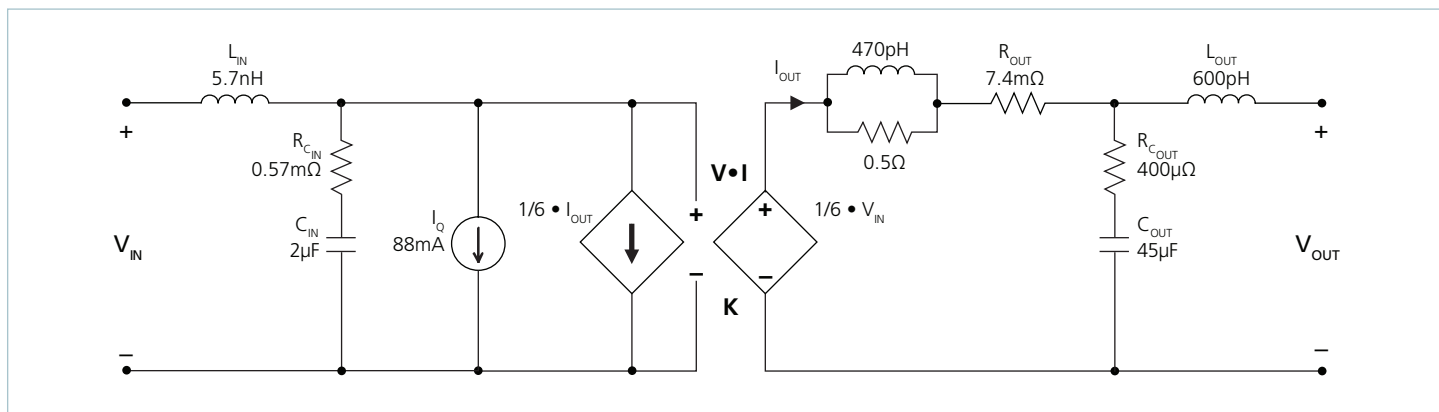 L_IN
5.7nH
+
–
V_IN
R_C_IN
0.57mΩ
C_IN
2µF
I_Q
88mA
1/6 • I_OUT
+
–
V•I
K
+
–
1/6 • V_IN
I_OUT
470pH
0.5Ω
R_OUT
7.4mΩ
R_C_OUT
400µΩ
C_OUT
45µF
L_OUT
600pH
+
–
V_OUT